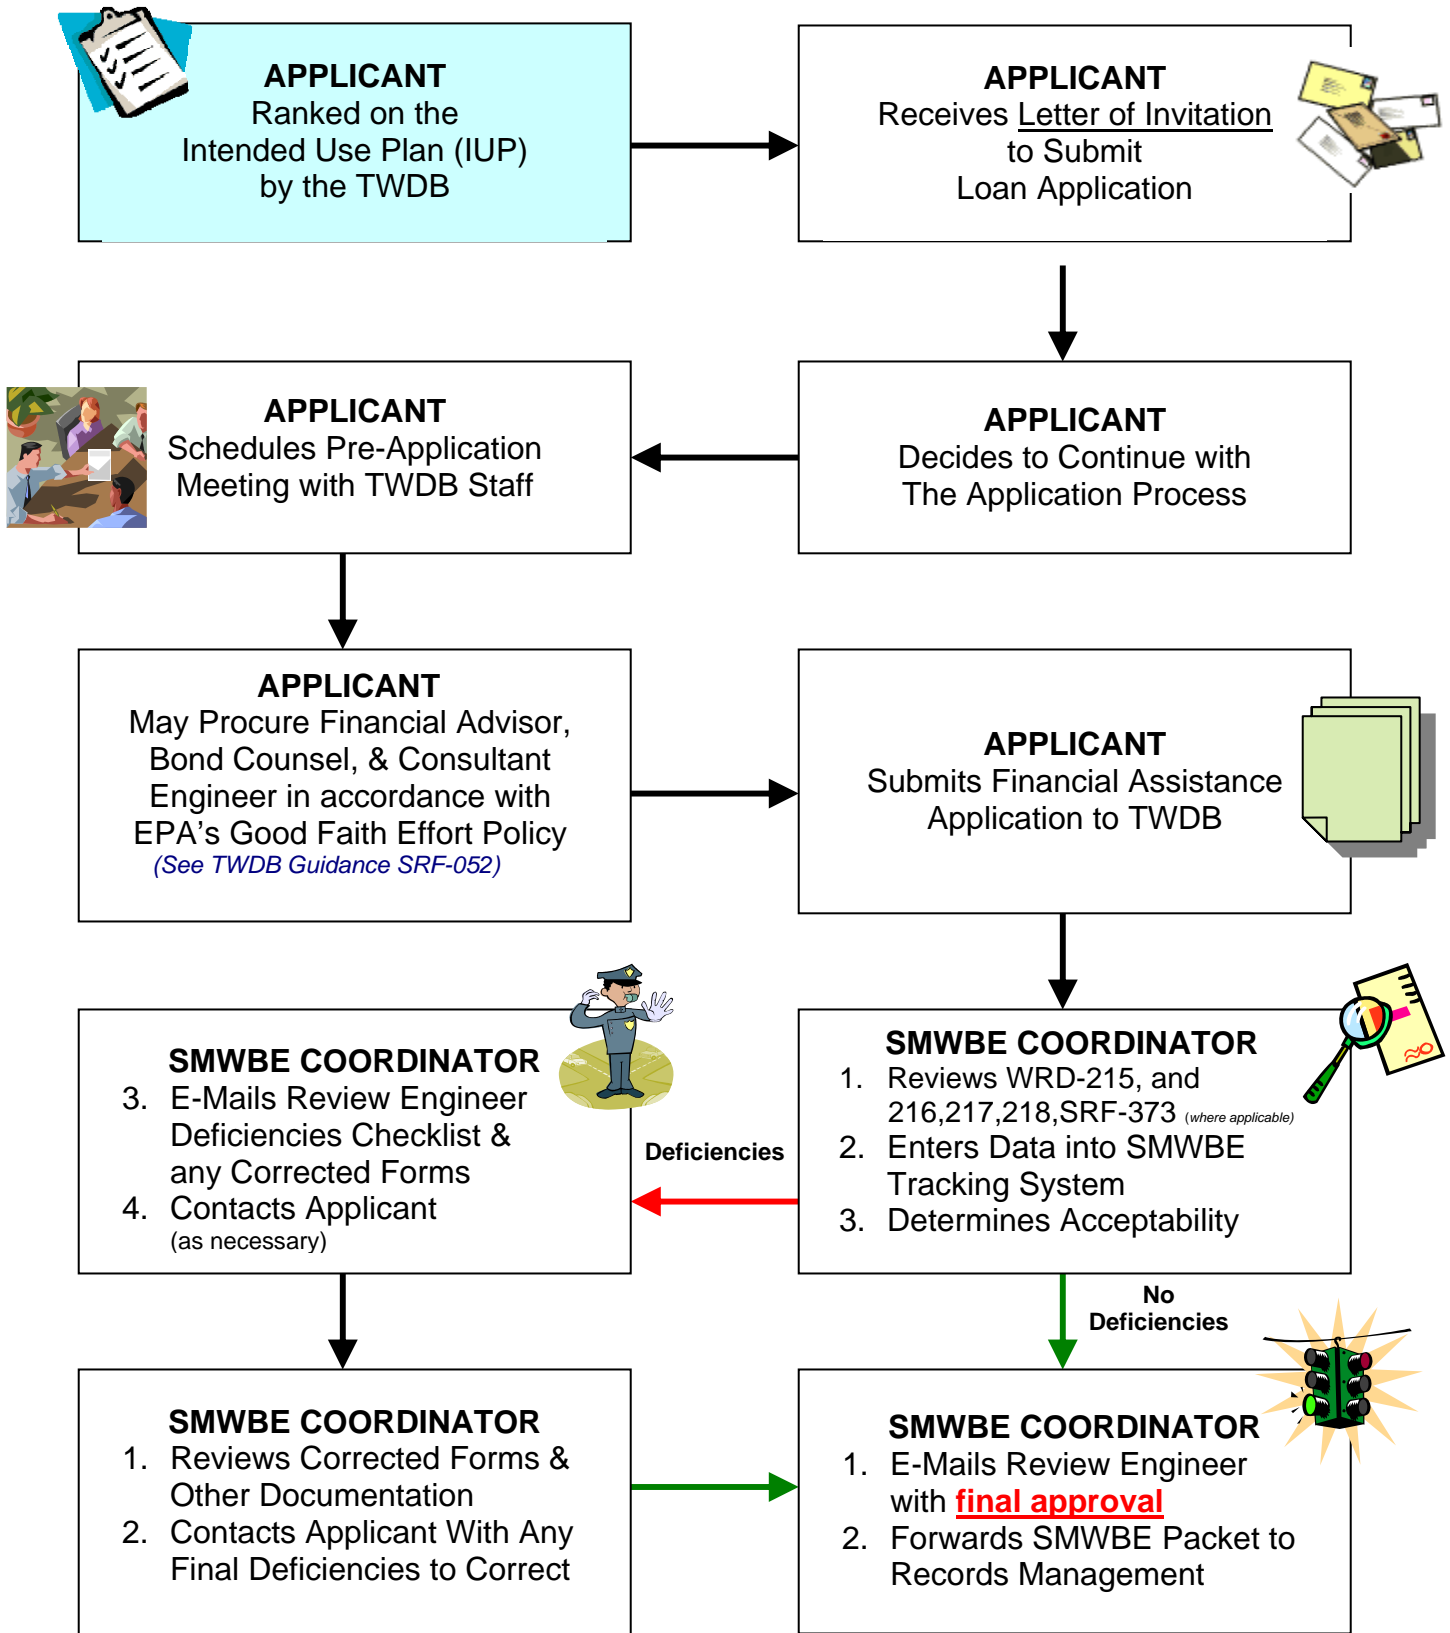 APPLICANT
Ranked on the
Intended Use Plan (IUP)
by the TWDB
APPLICANT
Receives Letter of Invitation
to Submit
Loan Application
APPLICANT
Schedules Pre-Application
Meeting with TWDB Staff
APPLICANT
Decides to Continue with
The Application Process
APPLICANT
May Procure Financial Advisor,
Bond Counsel, & Consultant
Engineer in accordance with
EPA’s Good Faith Effort Policy
(See TWDB Guidance SRF-052)
APPLICANT
Submits Financial Assistance
Application to TWDB
SMWBE COORDINATOR
3. E-Mails Review Engineer
Deficiencies Checklist &
any Corrected Forms
4. Contacts Applicant
(as necessary)
Deficiencies
SMWBE COORDINATOR
1. Reviews WRD-215, and
216,217,218,SRF-373 (where applicable)
2. Enters Data into SMWBE
Tracking System
3. Determines Acceptability
No
Deficiencies
SMWBE COORDINATOR
1. Reviews Corrected Forms &
Other Documentation
2. Contacts Applicant With Any
Final Deficiencies to Correct
SMWBE COORDINATOR
1. E-Mails Review Engineer
with final approval
2. Forwards SMWBE Packet to
Records Management